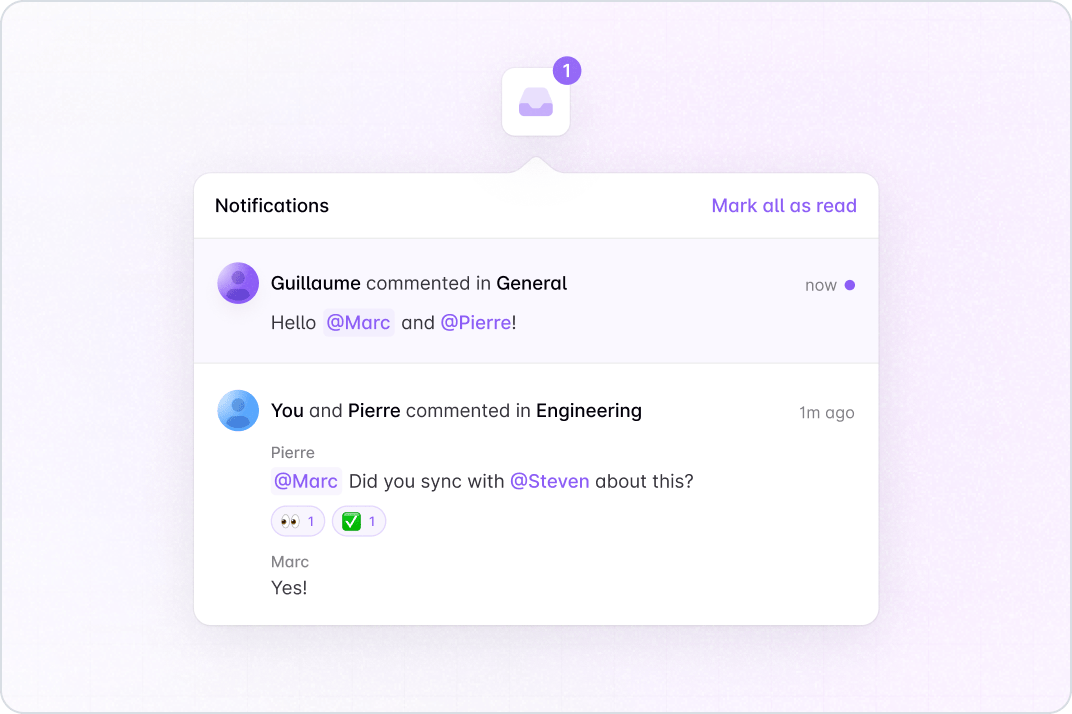 1
Notifications Mark all as read
Guillaume commented in General now
Hello @Marc and @Pierre!
You and Pierre commented in Engineering 1m ago
Pierre
@Marc Did you sync with @Steven about this?
👀 1 ✅ 1
Marc
Yes!